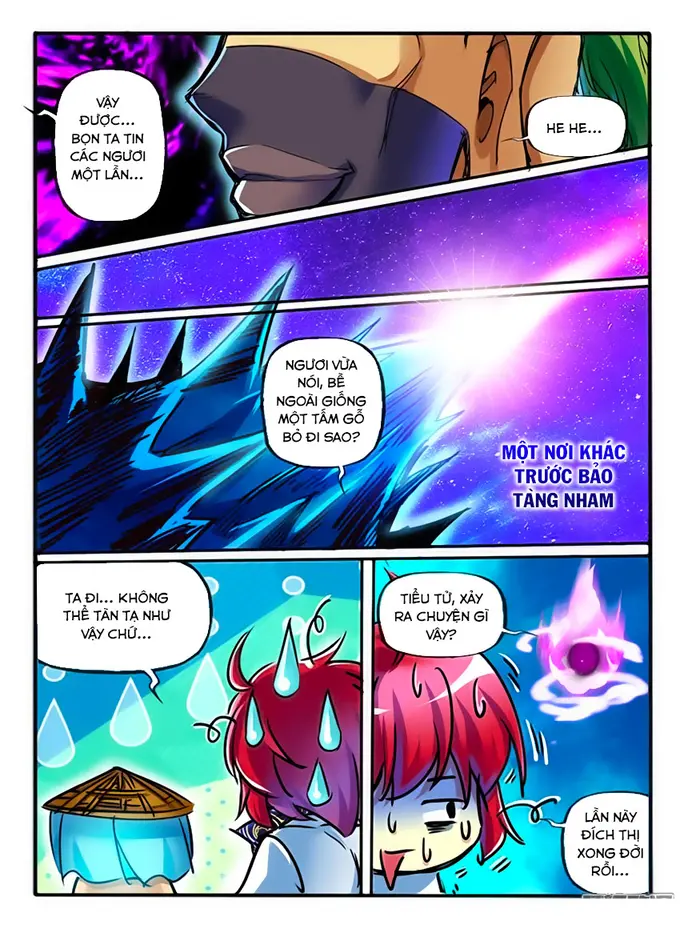 VẬY
ĐƯỢC...
BỌN TA TIN
CÁC NGƯƠI
MỘT LẦN...
HE HE...
NGƯƠI VỪA
NÓI, BỀ
NGOÀI GIỐNG
MỘT TẤM GỖ
BỎ ĐI SAO?
MỘT NƠI KHÁC
TRƯỚC BẢO
TÀNG NHAM
TA ĐI... KHÔNG
THỂ TÀN TẠ NHƯ
VẬY CHỨ...
TIỂU TỬ, XẢY
RA CHUYỆN GÌ
VẬY?
LẦN NÀY
ĐÍCH THỊ
XONG ĐỜI
RỒI...